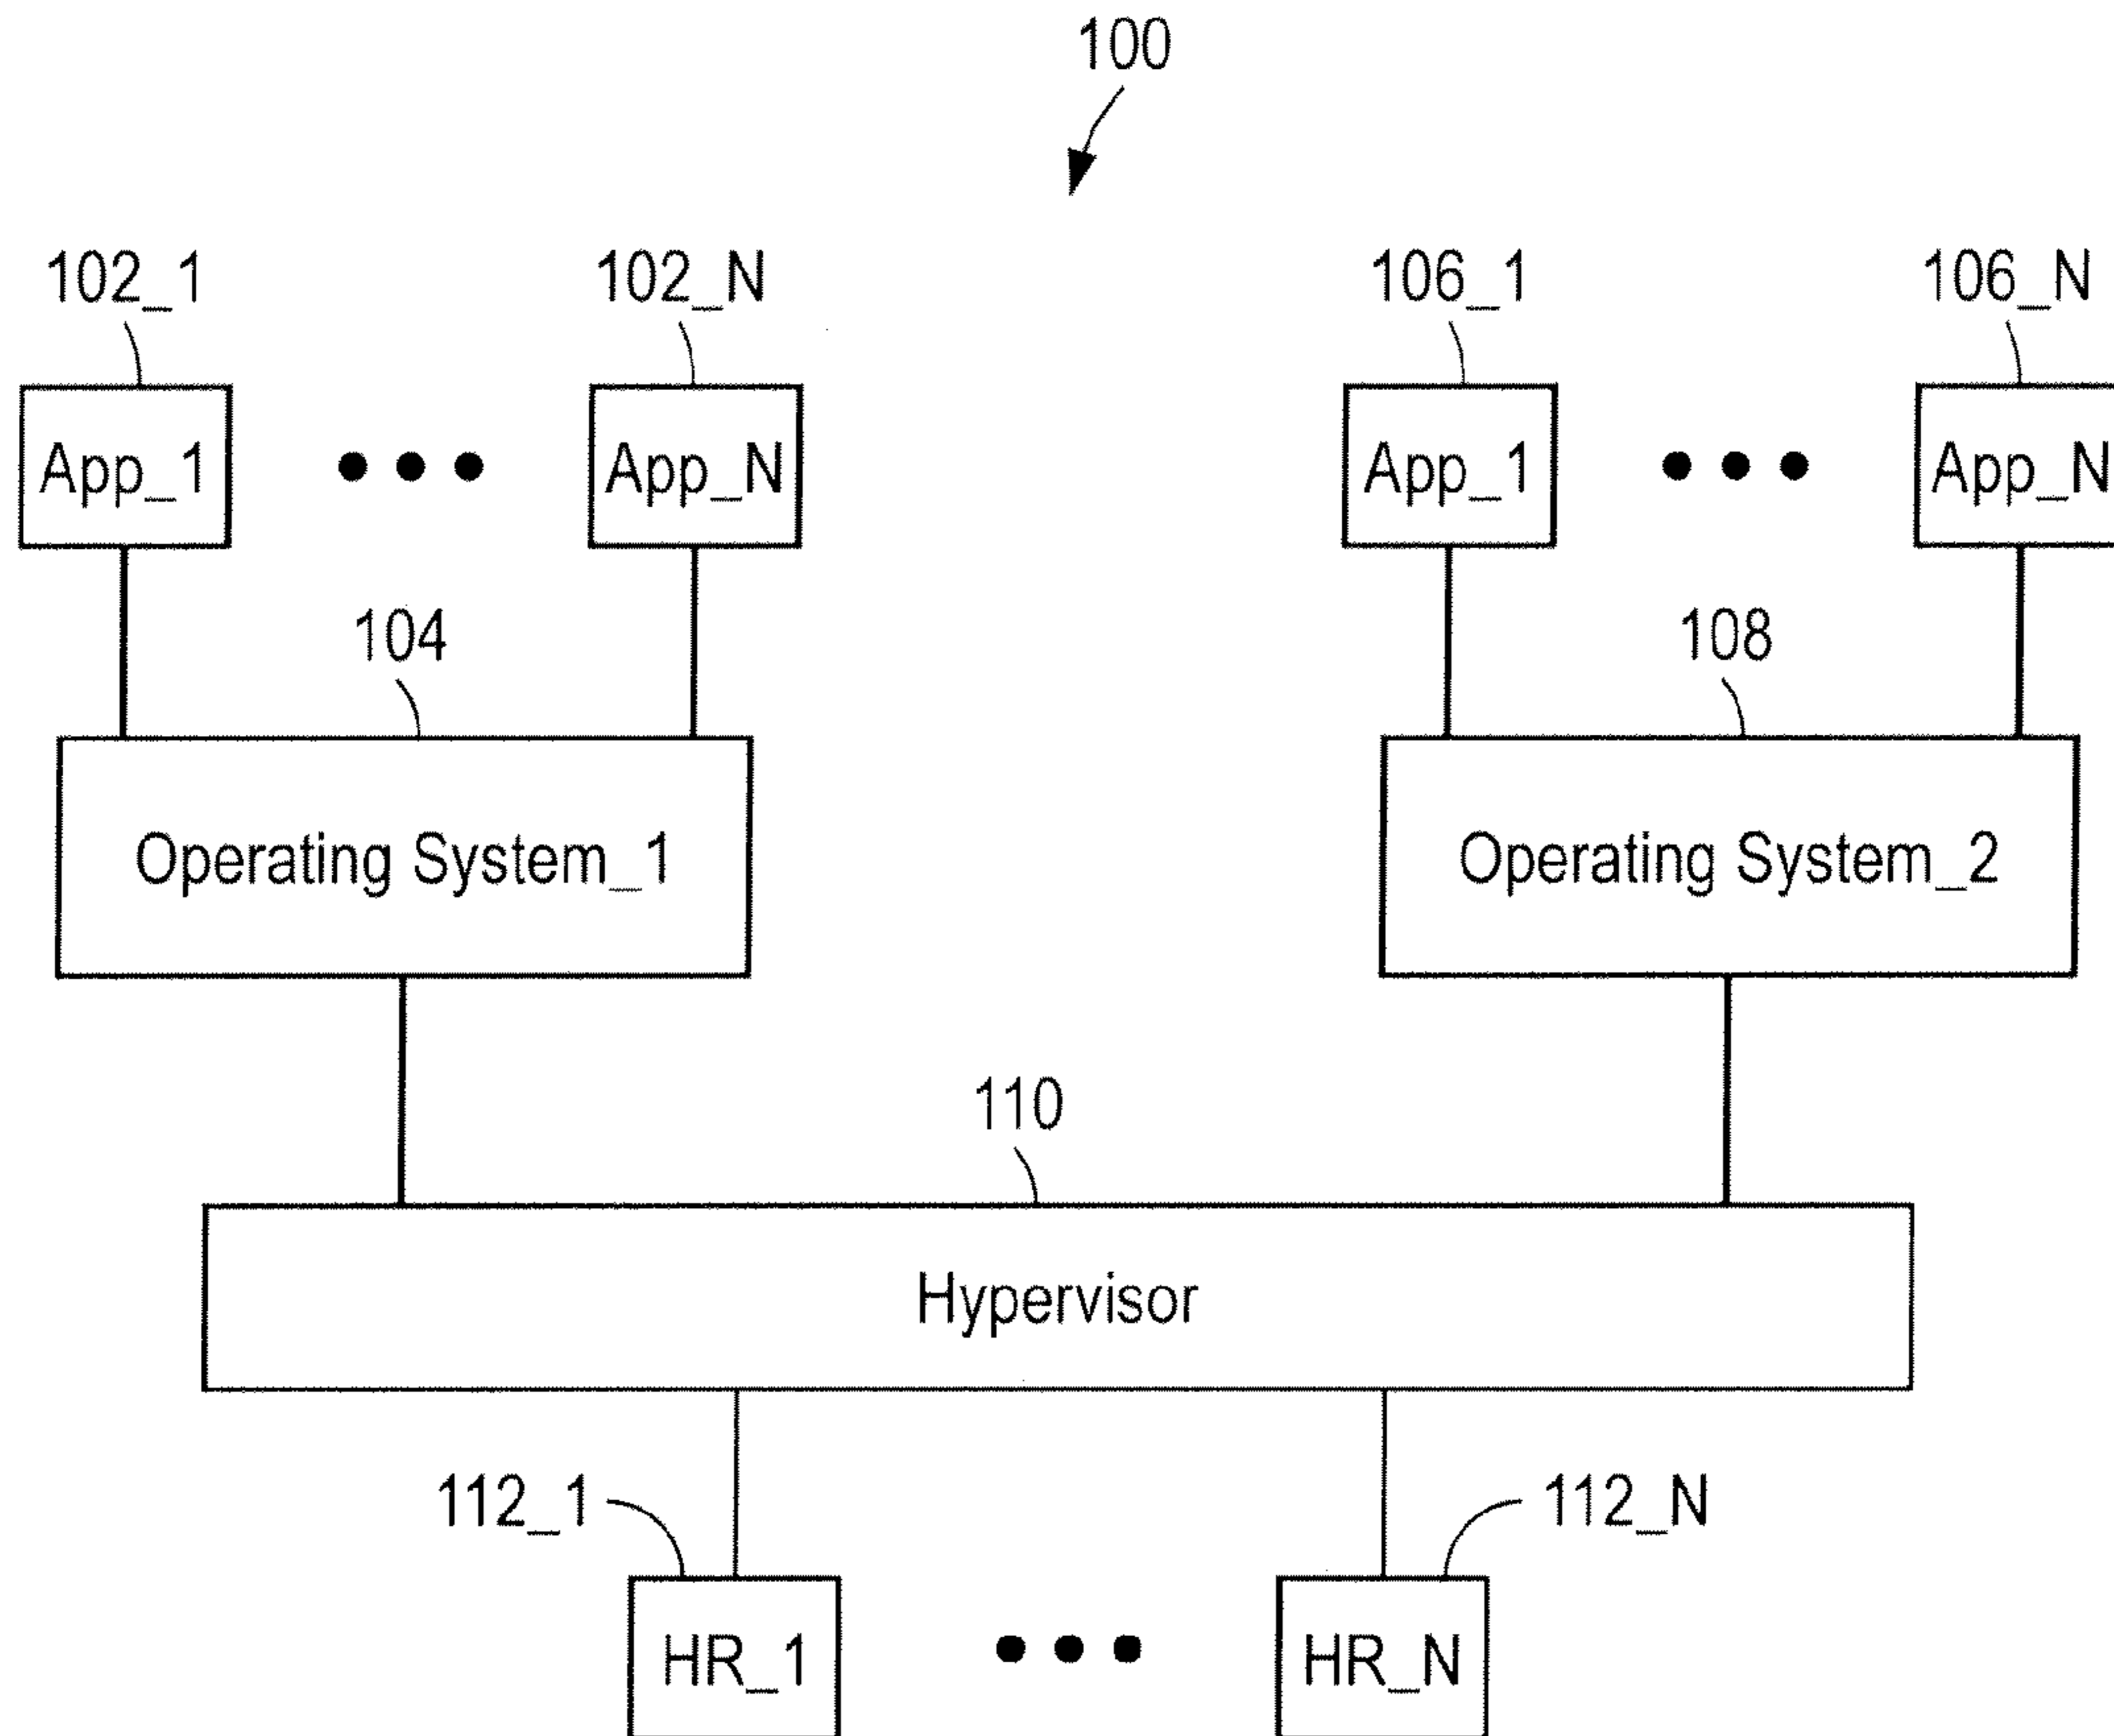 100
102_1 102_N 106_1 106_N
App_1 App_N App_1 App_N
104 108
Operating System_1 Operating System_2
110
Hypervisor
112_1 112_N
HR_1 HR_N